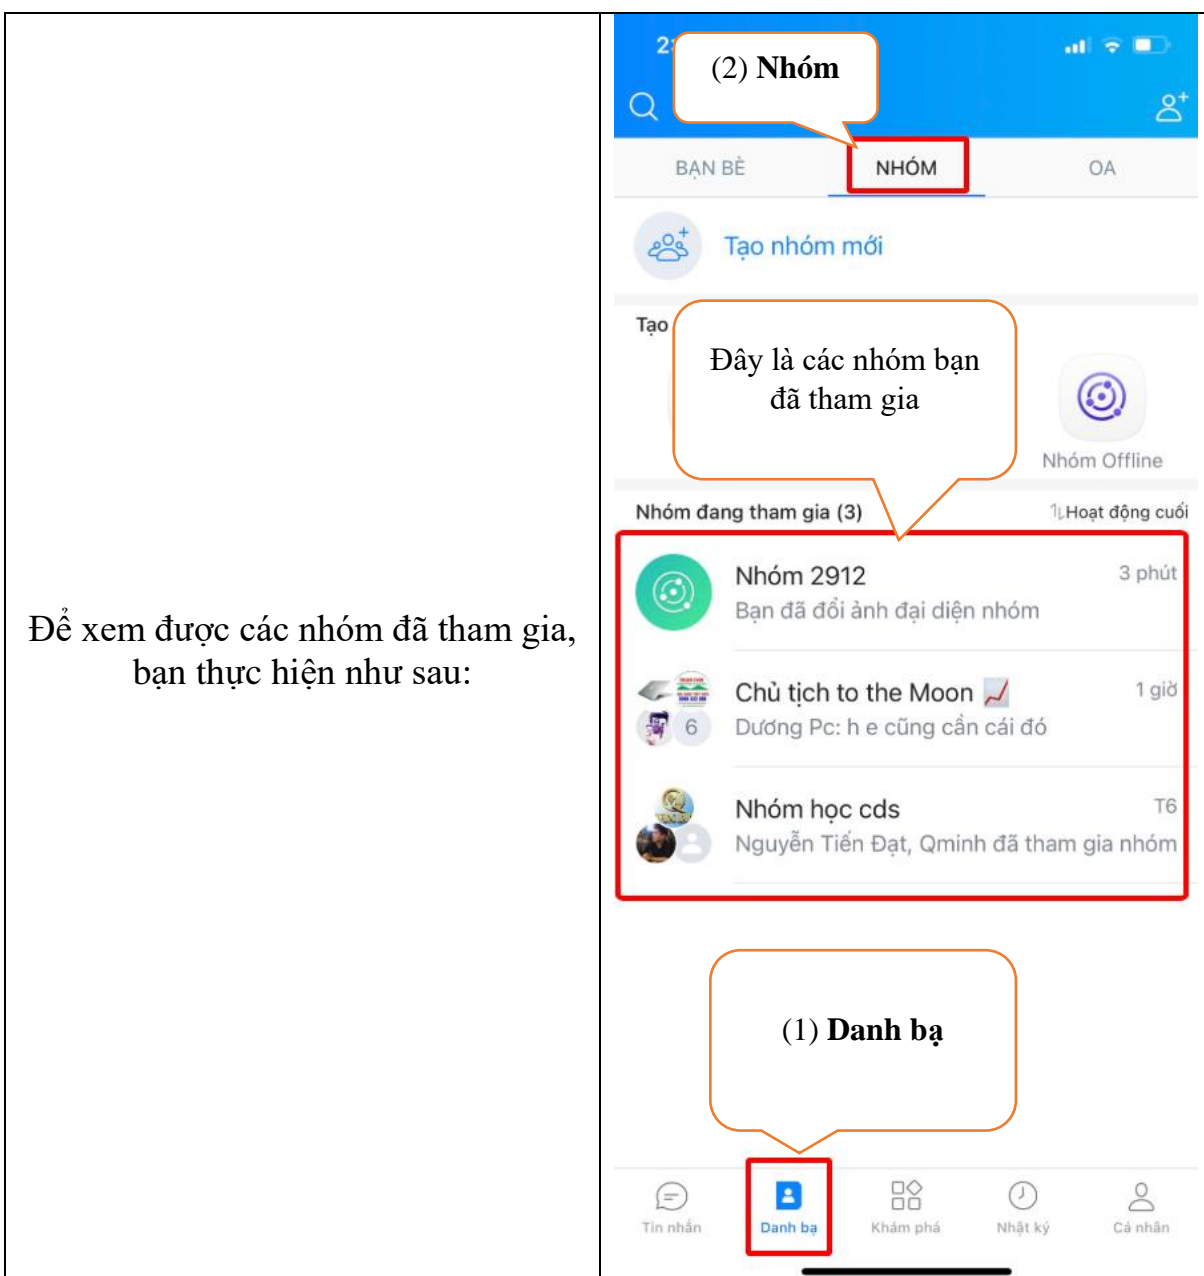 Để xem được các nhóm đã tham gia,
bạn thực hiện như sau:
2:
(2) Nhóm
BẠN BÈ
NHÓM
OA
Tạo nhóm mới
Tạo
Đây là các nhóm bạn
đã tham gia
Nhóm Offline
Nhóm đang tham gia (3)
Hoạt động cuối
Nhóm 2912
3 phút
Bạn đã đổi ảnh đại diện nhóm
Chủ tịch to the Moon 📈
1 giờ
6
Dương Pc: h e cũng cần cái đó
Nhóm học cds
T6
Nguyễn Tiến Đạt, Qminh đã tham gia nhóm
(1) Danh bạ
Tin nhắn
Danh bạ
Khám phá
Nhật ký
Cá nhân